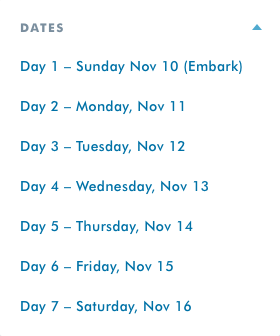 DATES
Day 1 – Sunday Nov 10 (Embark)
Day 2 – Monday, Nov 11
Day 3 – Tuesday, Nov 12
Day 4 – Wednesday, Nov 13
Day 5 – Thursday, Nov 14
Day 6 – Friday, Nov 15
Day 7 – Saturday, Nov 16